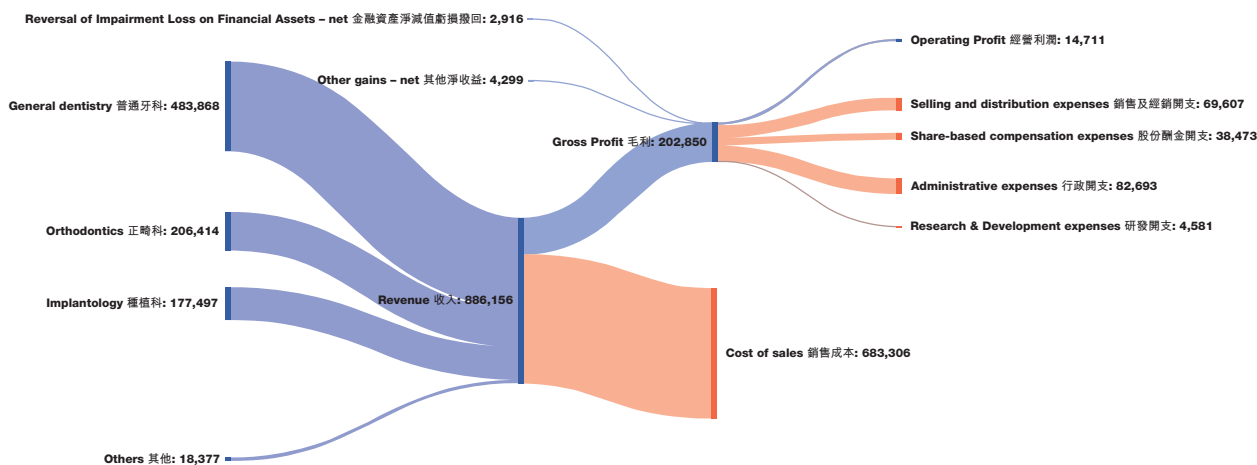 Reversal of Impairment Loss on Financial Assets – net 金融資產淨減值虧損撥回: 2,916
Other gains – net 其他淨收益: 4,299
General dentistry 普通牙科: 483,868
Orthodontics 正畸科: 206,414
Implantology 種植科: 177,497
Others 其他: 18,377
Revenue 收入: 886,156
Gross Profit 毛利: 202,850
Cost of sales 銷售成本: 683,306
Operating Profit 經營利潤: 14,711
Selling and distribution expenses 銷售及經銷開支: 69,607
Share-based compensation expenses 股份酬金開支: 38,473
Administrative expenses 行政開支: 82,693
Research & Development expenses 研發開支: 4,581